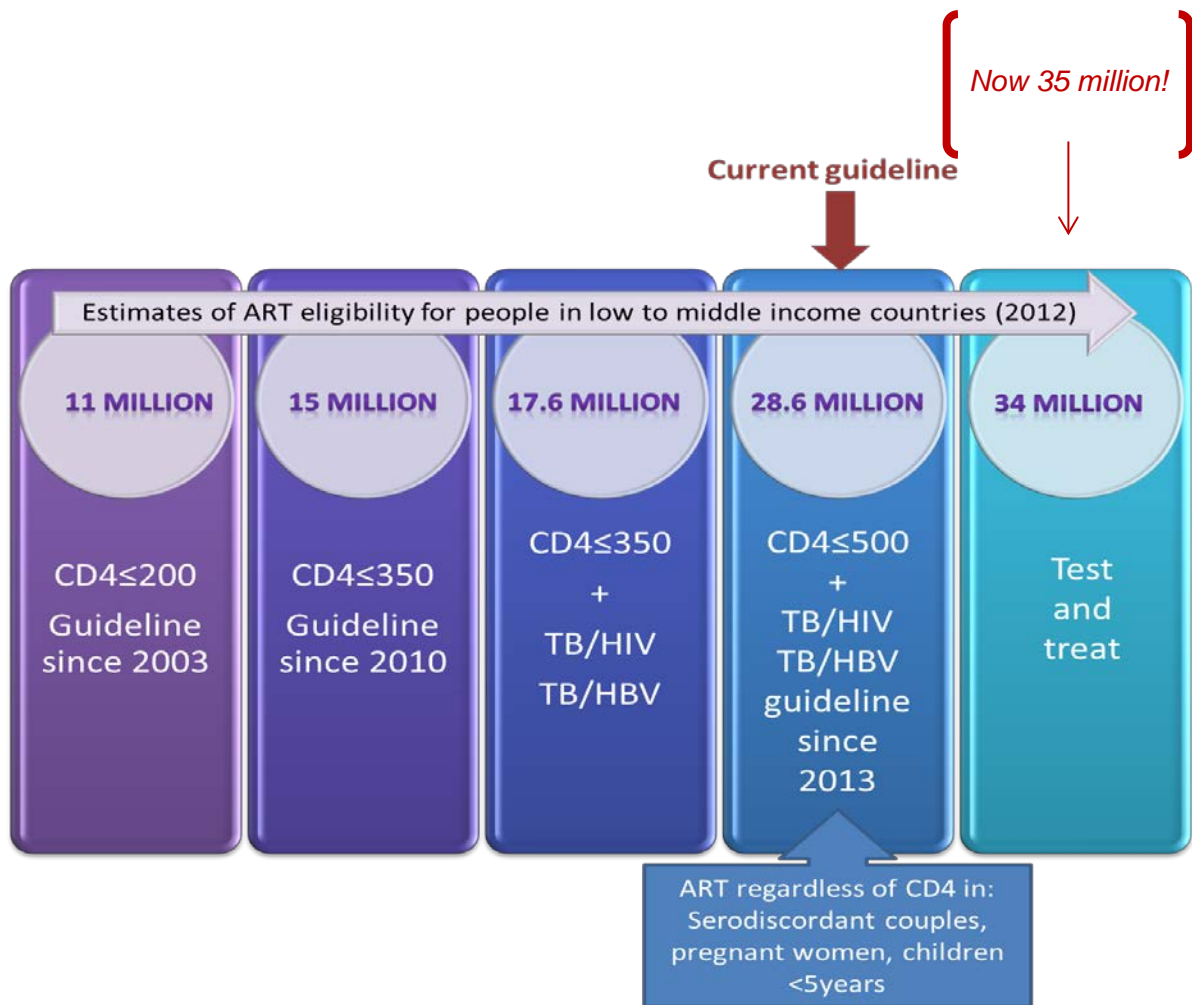 Now 35 million!
Current guideline
Estimates of ART eligibility for people in low to middle income countries (2012)
11 MILLION
CD4≤200
Guideline
since 2003
15 MILLION
CD4≤350
Guideline
since 2010
17.6 MILLION
CD4≤350
+
TB/HIV
TB/HBV
28.6 MILLION
CD4≤500
+
TB/HIV
TB/HBV
guideline
since
2013
34 MILLION
Test
and
treat
ART regardless of CD4 in:
Serodiscordant couples,
pregnant women, children
<5years